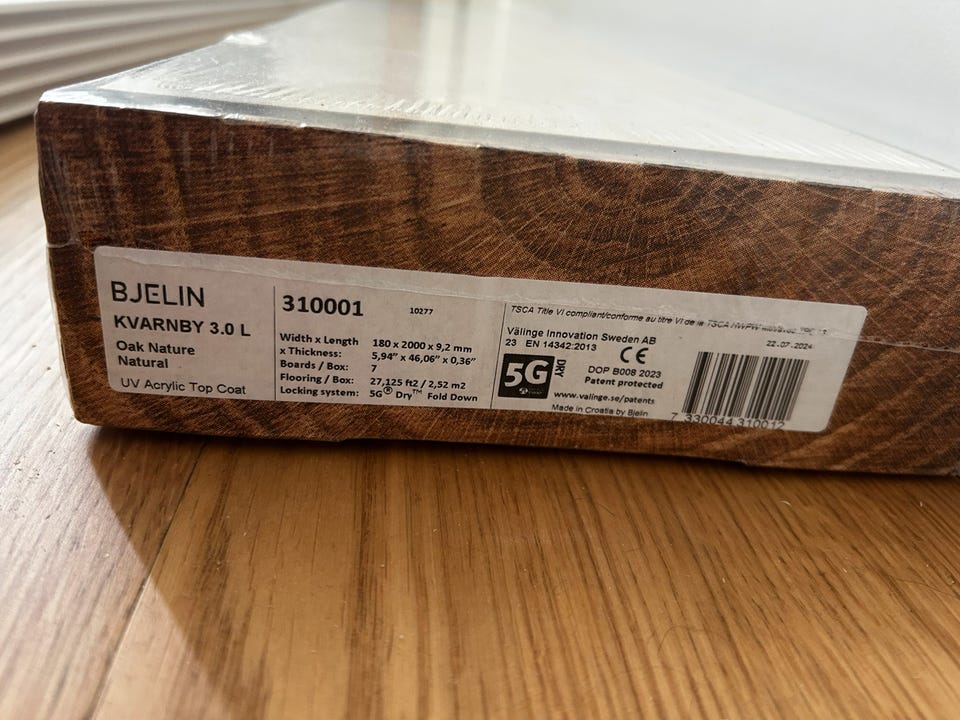 BJELIN
KVARNBY 3.0 L
Oak Nature
Natural
UV Acrylic Top Coat
310001 10277
Width x Length 180 x 2000 x 9,2 mm
x Thickness: 5,94” x 46,06” x 0,36”
Boards / Box: 7
Flooring / Box: 27,125 ft2 / 2,52 m2
Locking system: 5G® Dry™ Fold Down
TSCA Title VI compliant/conforme au titre VI de la TSCA
22.07.2024
Välinge Innovation Sweden AB
23 EN 14342:2013 CE
5G DRY
DOP B008 2023
Patent protected
www.valinge.se/patents
Made in Croatia by Bjelin
7 330044 310012